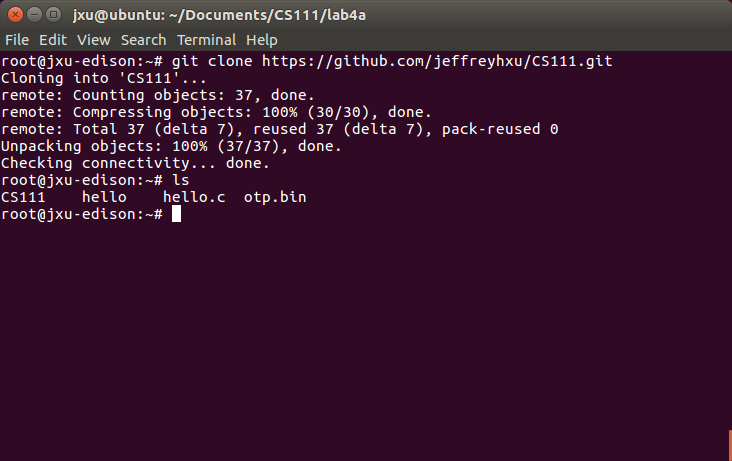 jxu@ubuntu: ~/Documents/CS111/lab4a
File Edit View Search Terminal Help
root@jxu-edison:~# git clone https://github.com/jeffreyhxu/CS111.git
Cloning into 'CS111'...
remote: Counting objects: 37, done.
remote: Compressing objects: 100% (30/30), done.
remote: Total 37 (delta 7), reused 37 (delta 7), pack-reused 0
Unpacking objects: 100% (37/37), done.
Checking connectivity... done.
root@jxu-edison:~# ls
CS111    hello    hello.c  otp.bin
root@jxu-edison:~#